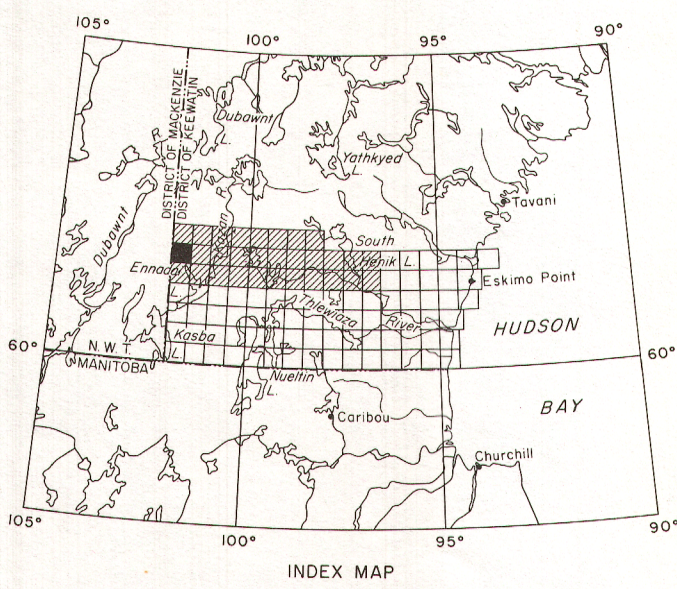 105°
100°
95°
90°
DISTRICT OF MACKENZIE
DISTRICT OF KEEWATIN
Dubawnt
L.
R.
Yathkyed
L.
Tavani
Dubawnt
Kazan
R.
South
Henik L.
Ennadai
L.
Eskimo Point
Thlewiaza
River
HUDSON
Kasba
L.
60°
N.W.T.
MANITOBA
60°
Nueltin
L.
BAY
Caribou
Churchill
105°
100°
95°
90°
INDEX MAP